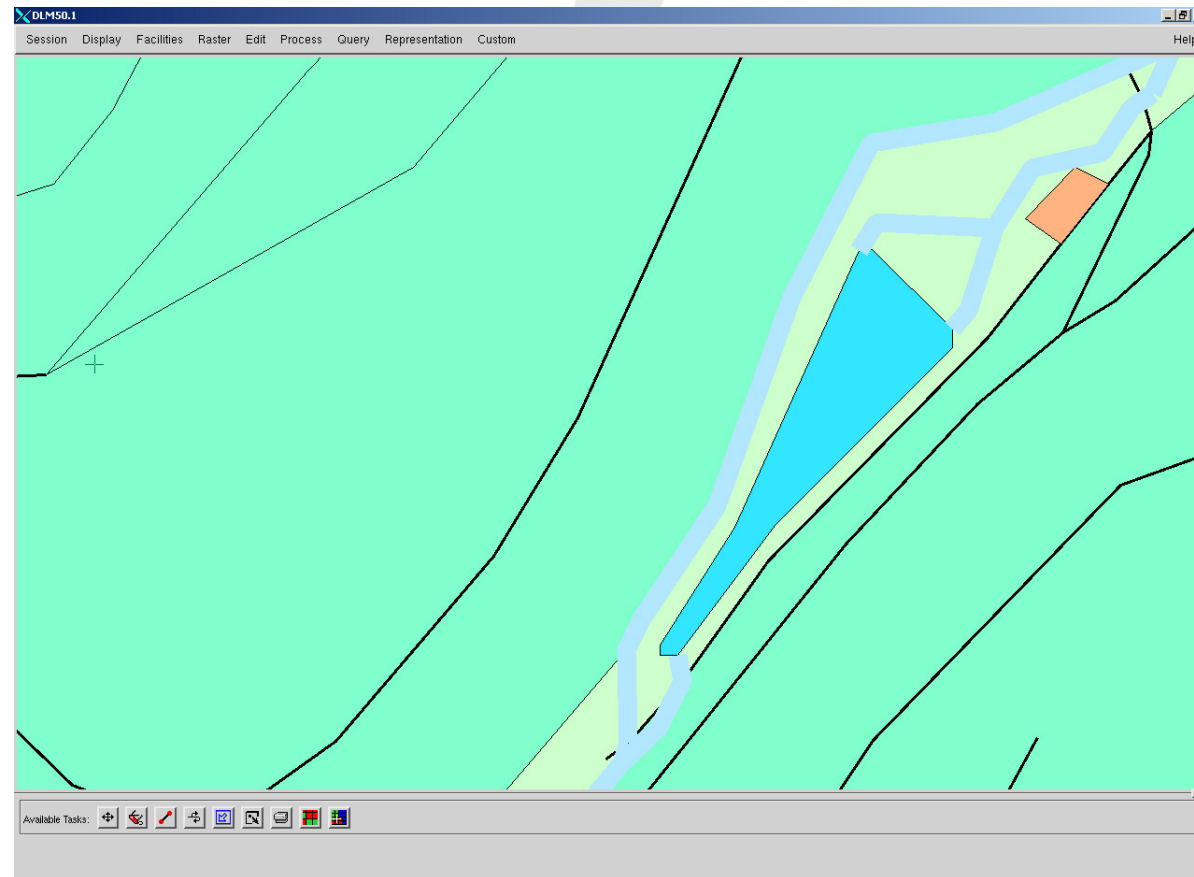 DLM50.1
Session Display Facilities Raster Edit Process Query Representation Custom Help
Available Tasks: